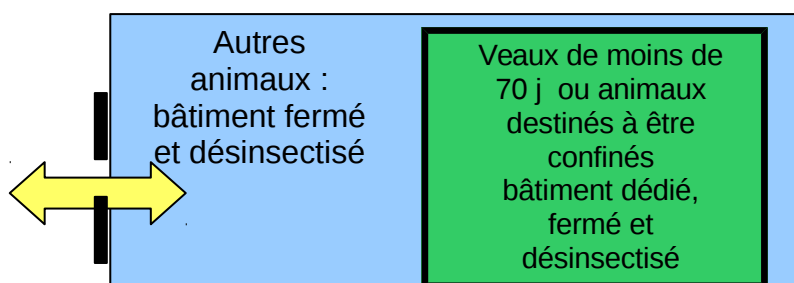 Autres
animaux :
bâtiment fermé
et désinsectisé
Veaux de moins de
70 j ou animaux
destinés à être
confinés
bâtiment dédié,
fermé et
désinsectisé